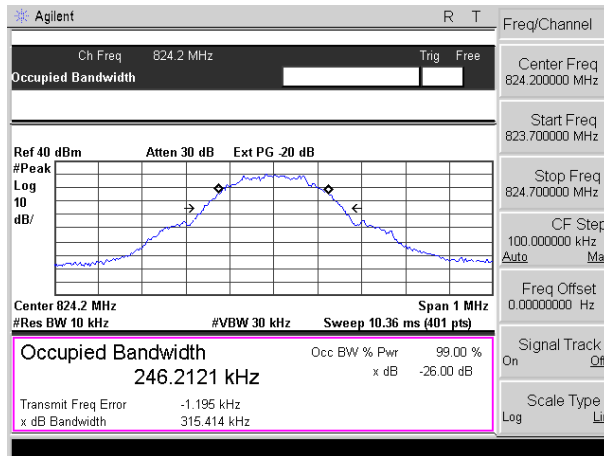 Agilent R T
Freq/Channel
Ch Freq 824.2 MHz Trig Free
Occupied Bandwidth
Center Freq
824.200000 MHz
Start Freq
823.700000 MHz
Stop Freq
824.700000 MHz
CF Step
100.000000 kHz
Auto Ma
Freq Offset
0.00000000 Hz
Signal Track
On Off
Scale Type
Log Li
Ref 40 dBm Atten 30 dB Ext PG -20 dB
#Peak
Log
10
dB/
Center 824.2 MHz Span 1 MHz
#Res BW 10 kHz #VBW 30 kHz Sweep 10.36 ms (401 pts)
Occupied Bandwidth Occ BW % Pwr 99.00 %
246.2121 kHz x dB -26.00 dB
Transmit Freq Error -1.195 kHz
x dB Bandwidth 315.414 kHz